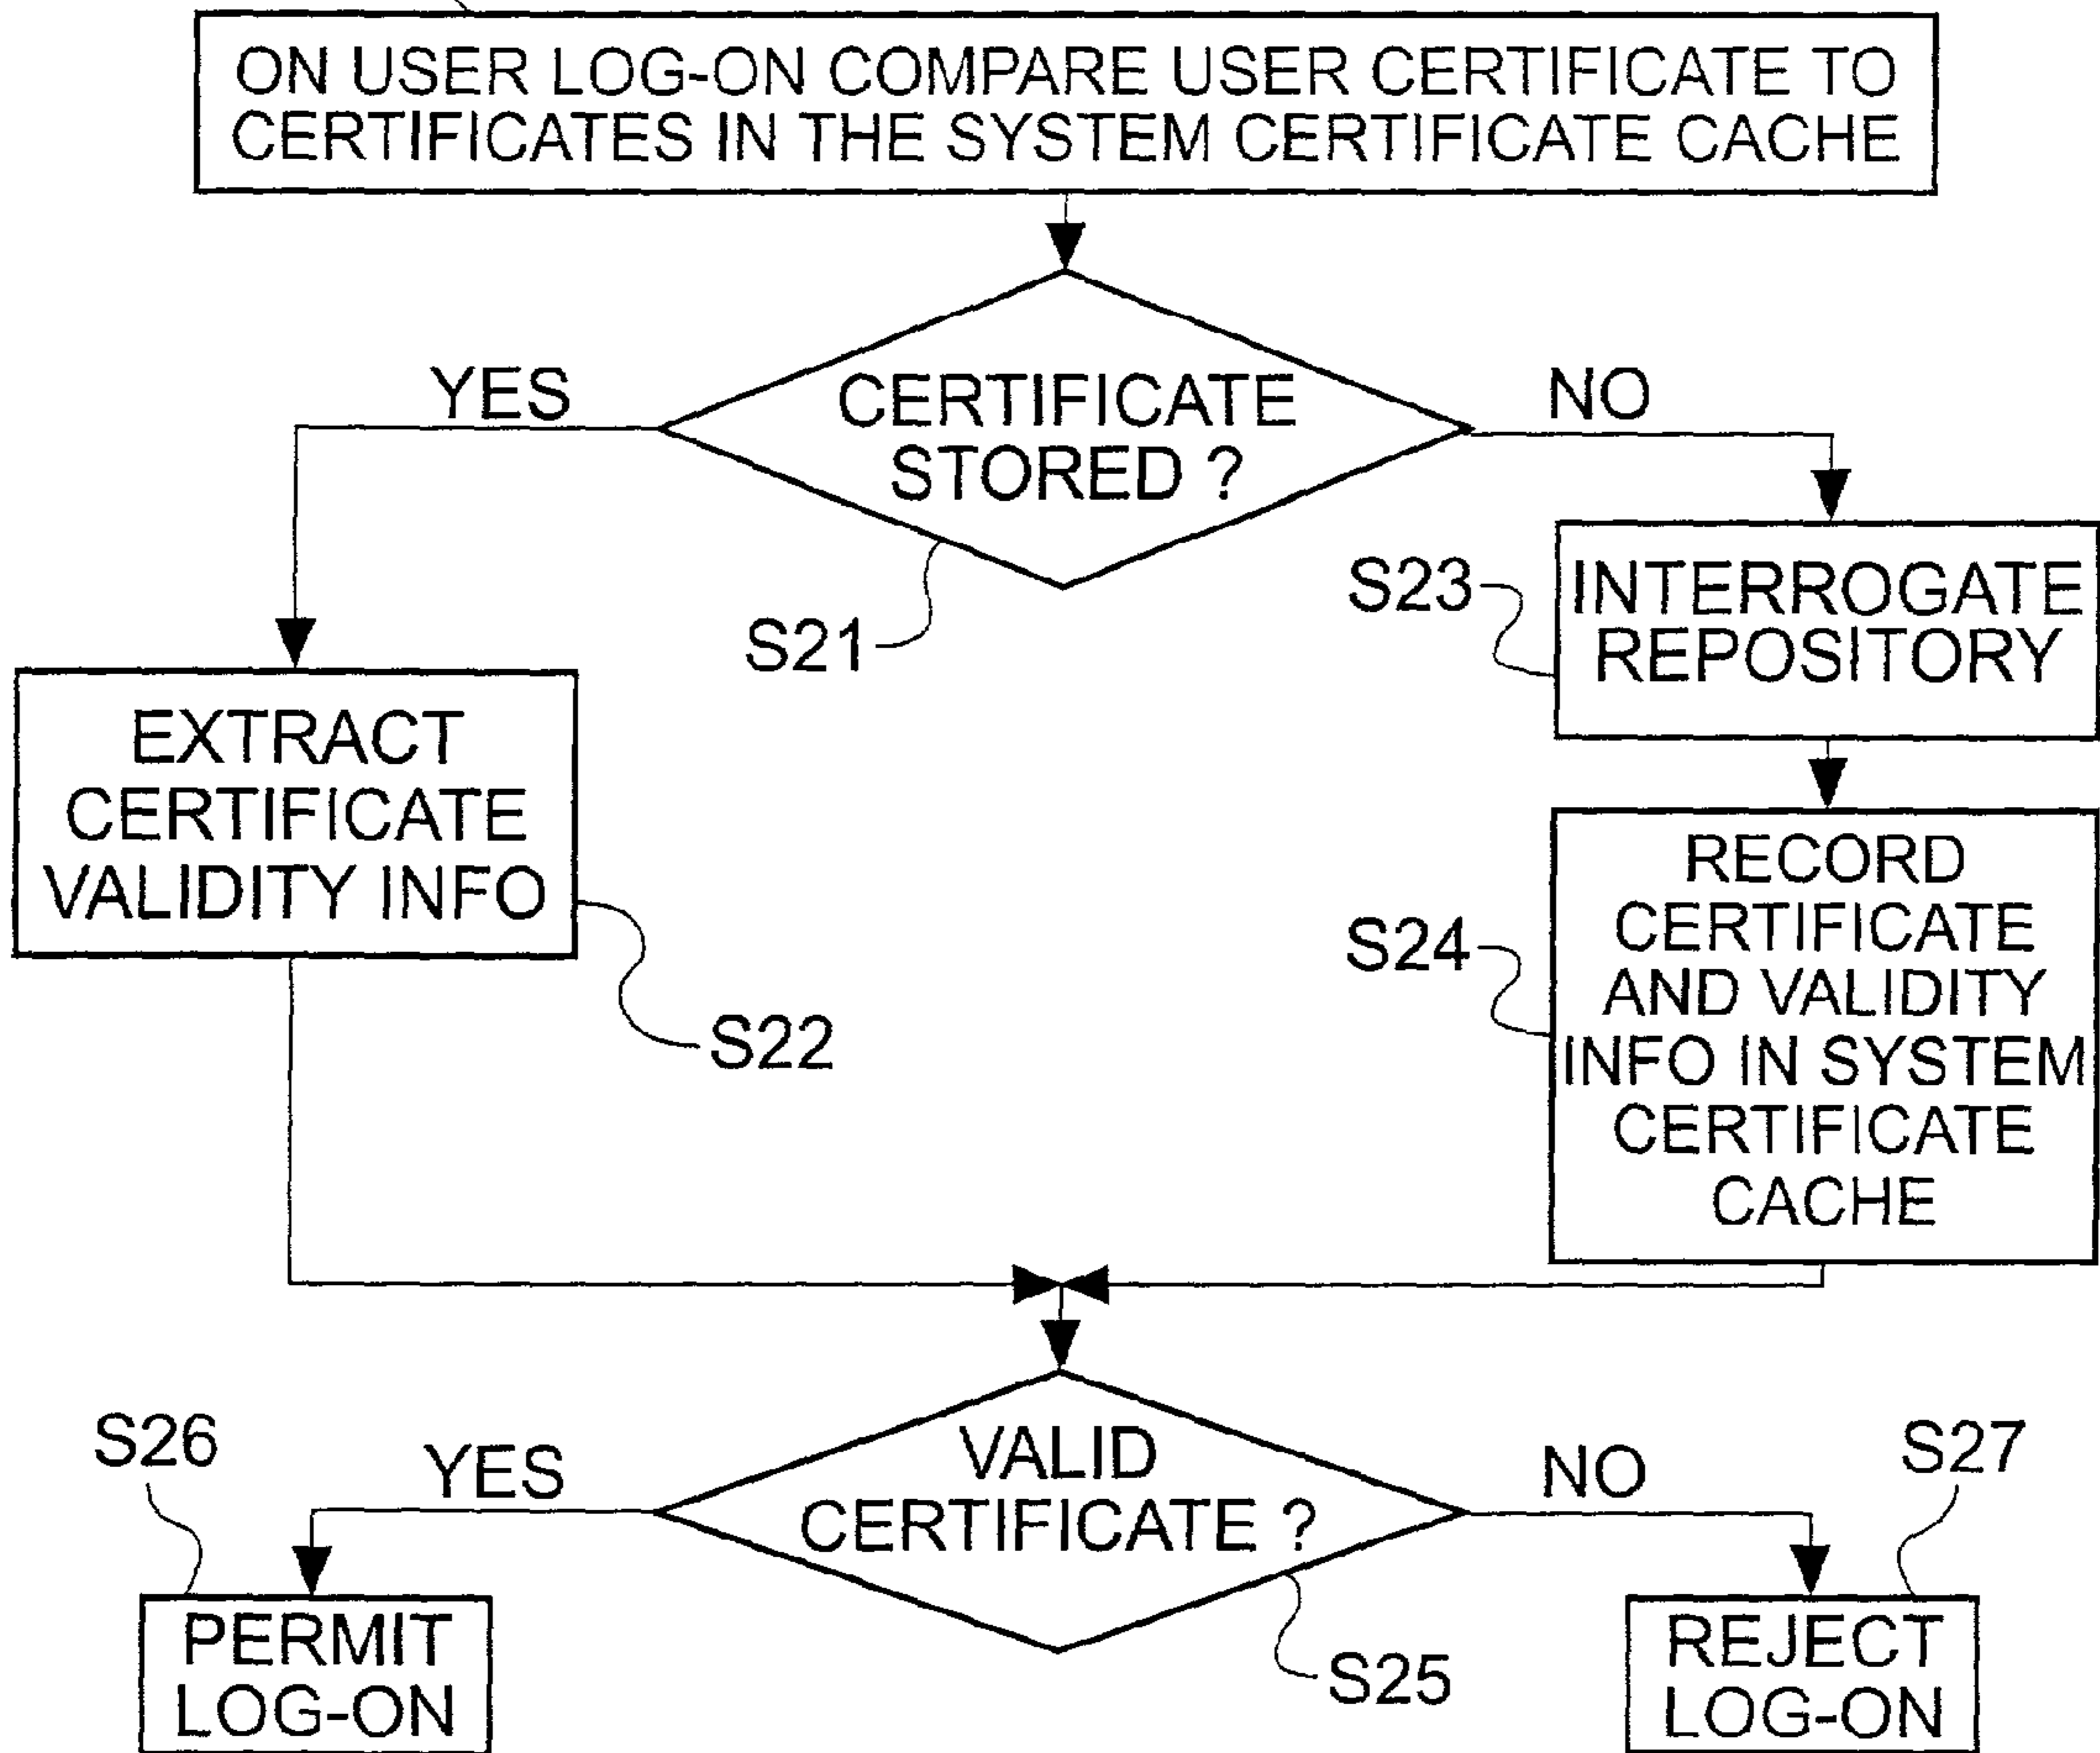 ON USER LOG-ON COMPARE USER CERTIFICATE TO
CERTIFICATES IN THE SYSTEM CERTIFICATE CACHE
YES
CERTIFICATE
STORED ?
NO
S21
S23
INTERROGATE
REPOSITORY
EXTRACT
CERTIFICATE
VALIDITY INFO
S22
S24
RECORD
CERTIFICATE
AND VALIDITY
INFO IN SYSTEM
CERTIFICATE
CACHE
S26
YES
VALID
CERTIFICATE ?
NO
S27
S25
PERMIT
LOG-ON
REJECT
LOG-ON